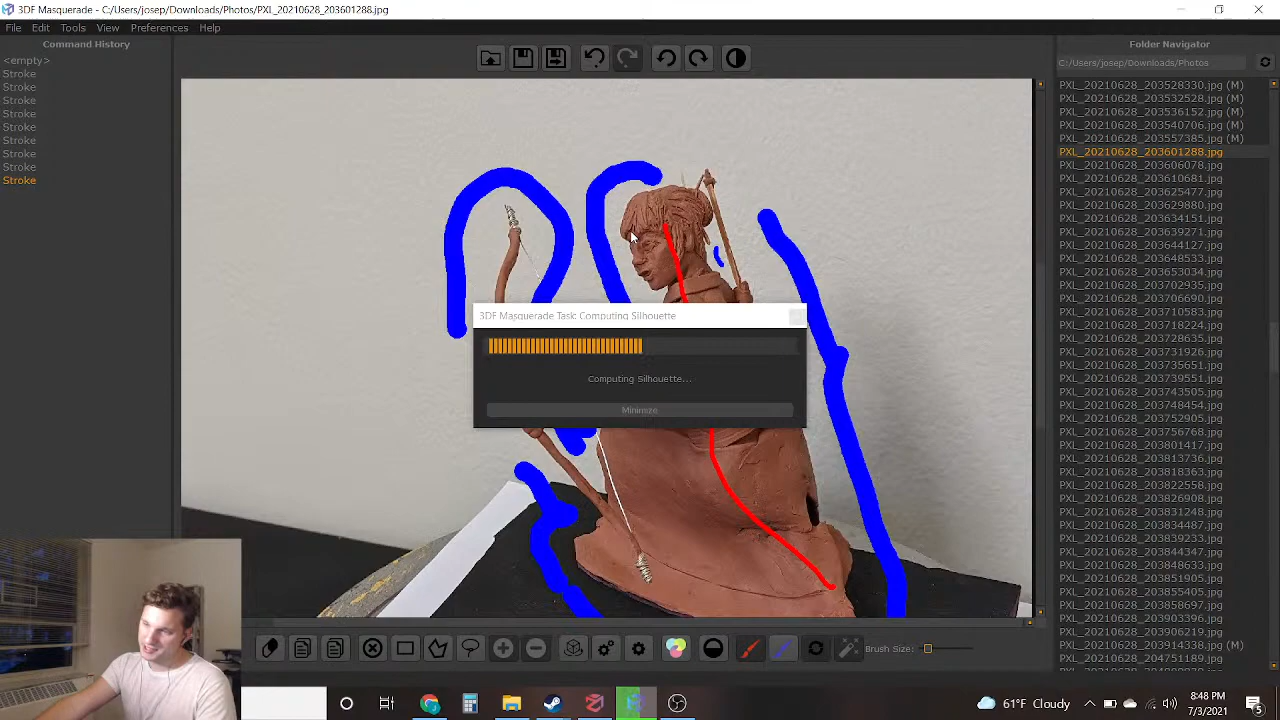 3DF Masquerade - C:/Users/josep/Downloads/Photos/PXL_20210628_203601288.jpg
File Edit Tools View Preferences Help
Command History
<empty>
Stroke
Stroke
Stroke
Stroke
Stroke
Stroke
Stroke
Stroke
Stroke
3DF Masquerade Task: Computing Silhouette
Computing Silhouette...
Minimize
Folder Navigator
C:/Users/josep/Downloads/Photos
PXL_20210628_203528330.jpg (M)
PXL_20210628_203532528.jpg (M)
PXL_20210628_203536152.jpg (M)
PXL_20210628_203540706.jpg (M)
PXL_20210628_203557385.jpg (M)
PXL_20210628_203601288.jpg
PXL_20210628_203606078.jpg
PXL_20210628_203610681.jpg
PXL_20210628_203625477.jpg
PXL_20210628_203629880.jpg
PXL_20210628_203634151.jpg
PXL_20210628_203639271.jpg
PXL_20210628_203644127.jpg
PXL_20210628_203648533.jpg
PXL_20210628_203653034.jpg
PXL_20210628_203702935.jpg
PXL_20210628_203706690.jpg
PXL_20210628_203710558.jpg
PXL_20210628_203718224.jpg
PXL_20210628_203728635.jpg
PXL_20210628_203731926.jpg
PXL_20210628_203735651.jpg
PXL_20210628_203739551.jpg
PXL_20210628_203743504.jpg
PXL_20210628_203748454.jpg
PXL_20210628_203752905.jpg
PXL_20210628_203756768.jpg
PXL_20210628_203801417.jpg
PXL_20210628_203813736.jpg
PXL_20210628_203818363.jpg
PXL_20210628_203822558.jpg
PXL_20210628_203826908.jpg
PXL_20210628_203831248.jpg
PXL_20210628_203834487.jpg
PXL_20210628_203839233.jpg
PXL_20210628_203844347.jpg
PXL_20210628_203848633.jpg
PXL_20210628_203851905.jpg
PXL_20210628_203855405.jpg
PXL_20210628_203858697.jpg
PXL_20210628_203903396.jpg
PXL_20210628_203906219.jpg
PXL_20210628_203914389.jpg (M)
PXL_20210628_204751188.jpg
Brush Size:
61°F Cloudy
8:48 PM
7/3/2021
5